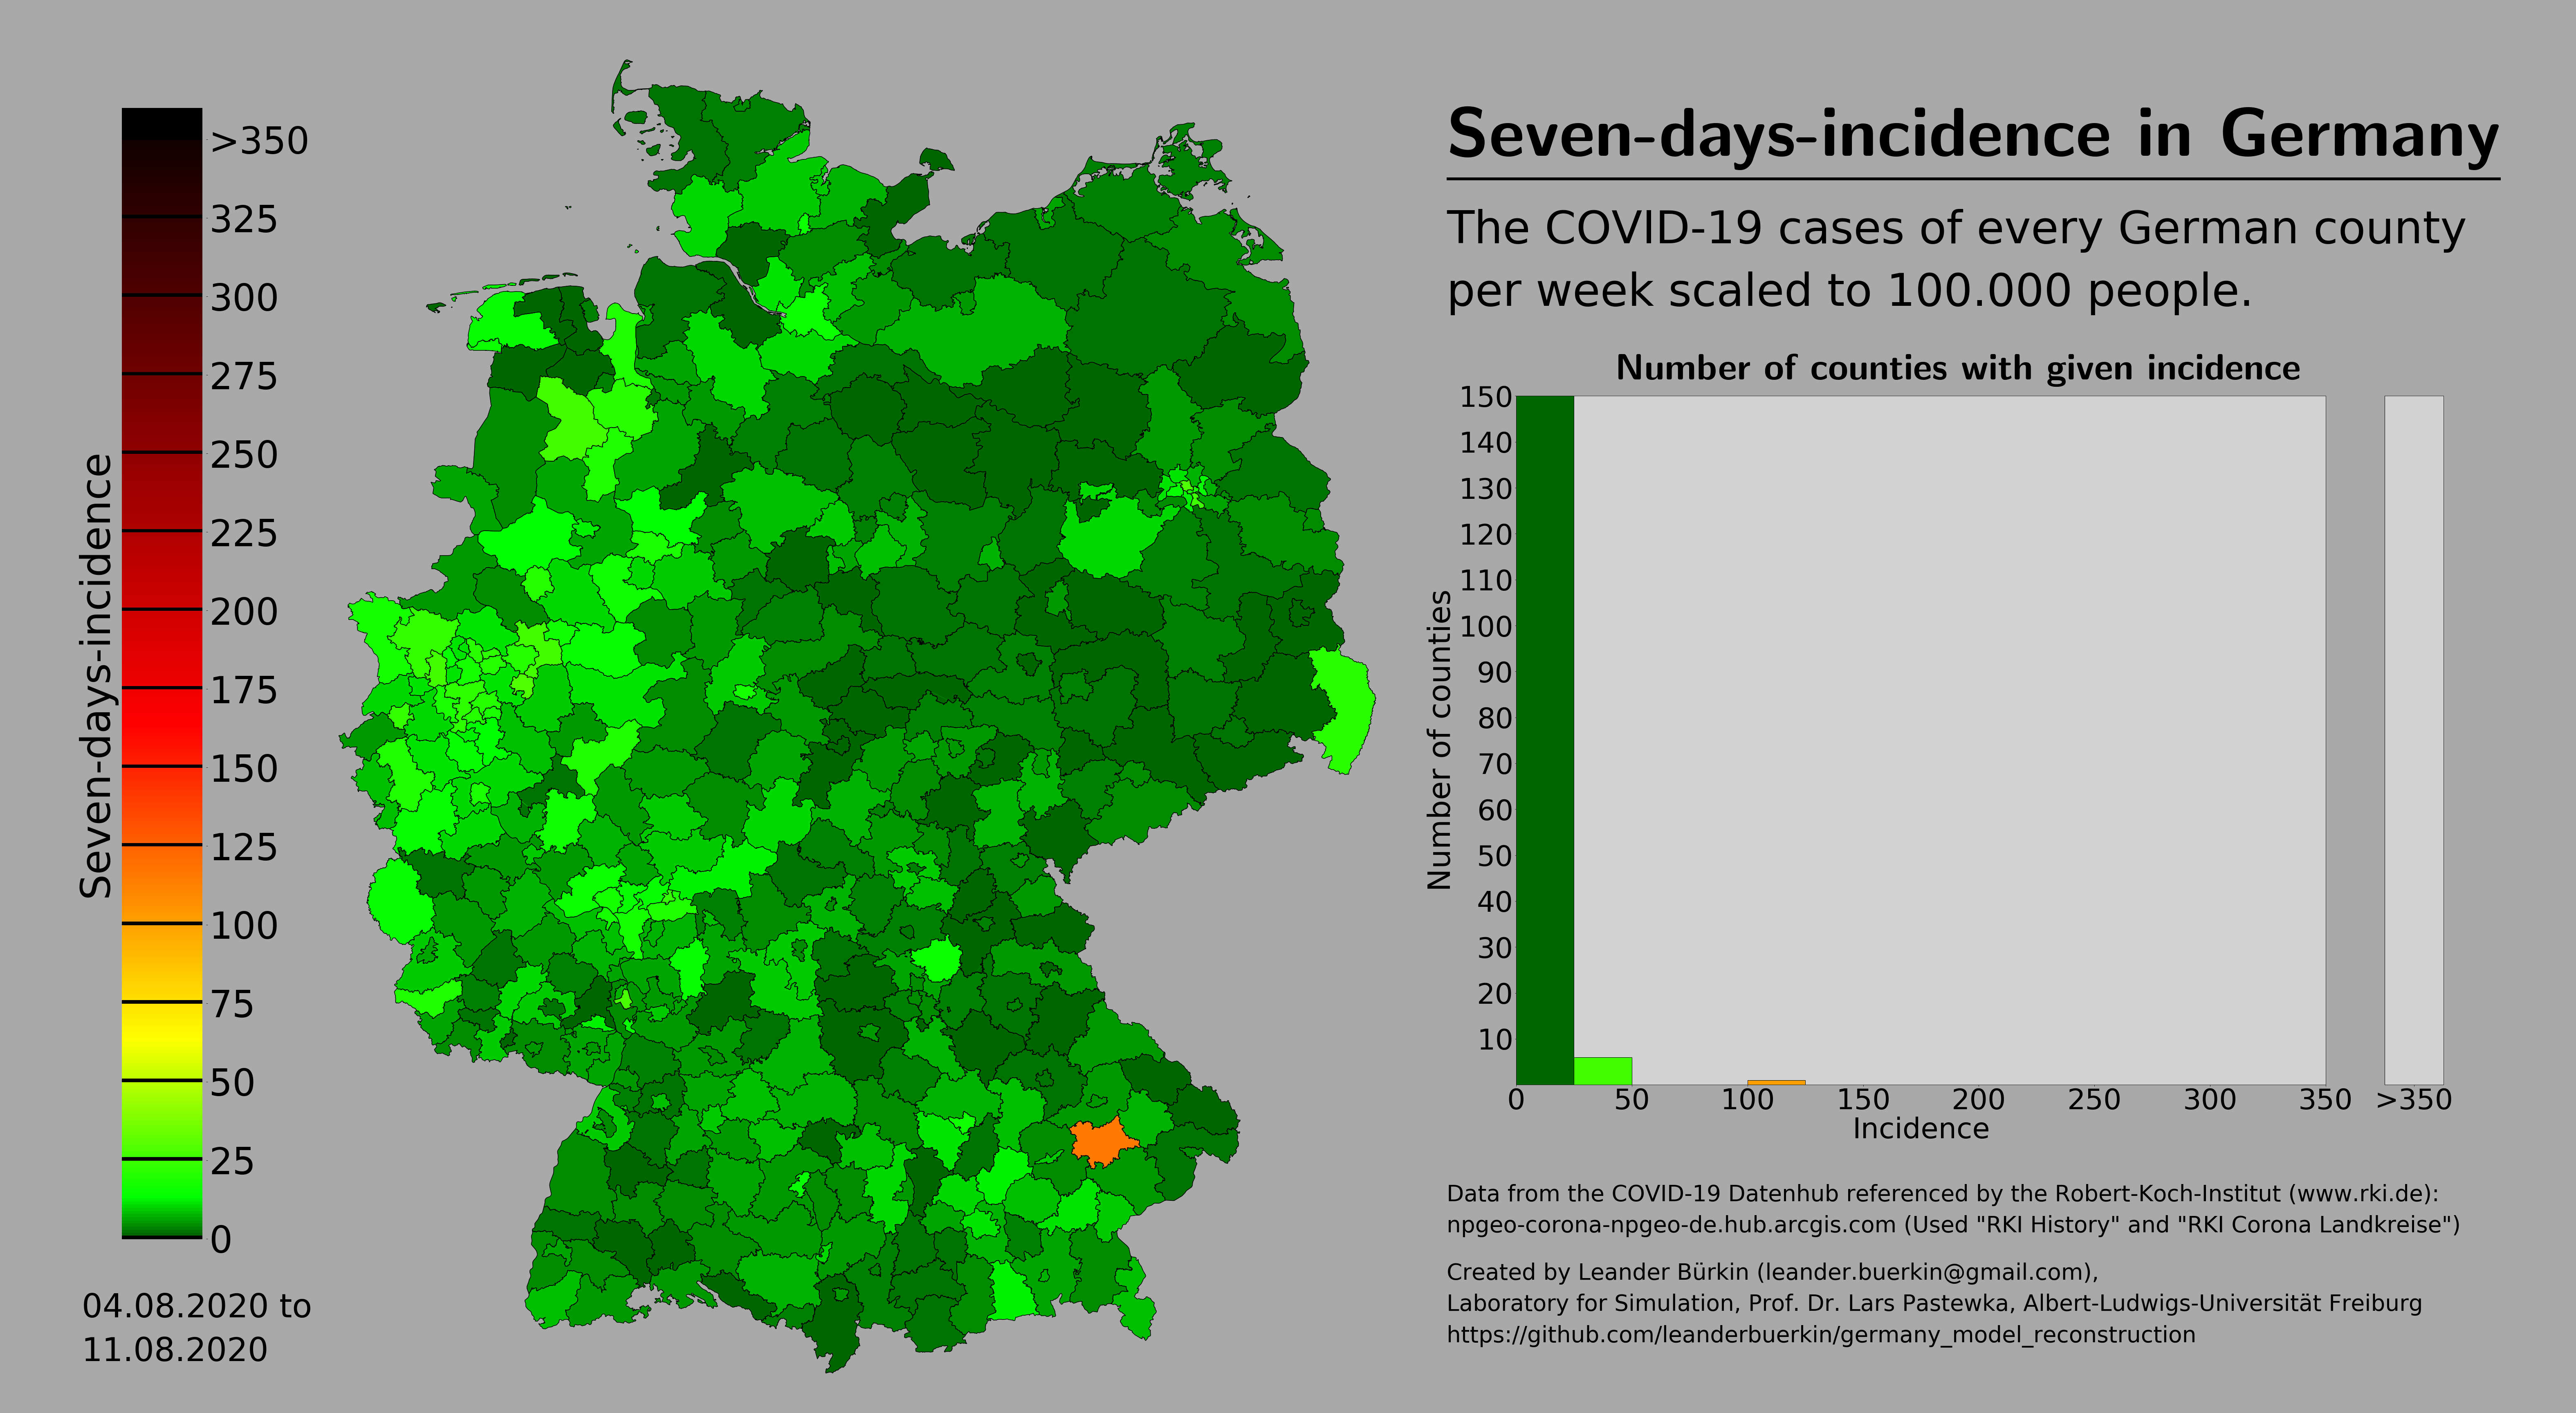 Seven-days-incidence in Germany
The COVID-19 cases of every German county
per week scaled to 100.000 people.
Seven-days-incidence
>350
325
300
275
250
225
200
175
150
125
100
75
50
25
0
04.08.2020 to
11.08.2020
Number of counties with given incidence
Number of counties
150
140
130
120
110
100
90
80
70
60
50
40
30
20
10
0 50 100 150 200 250 300 350 >350
Incidence
Data from the COVID-19 Datenhub referenced by the Robert-Koch-Institut (www.rki.de):
npgeo-corona-npgeo-de.hub.arcgis.com (Used "RKI History" and "RKI Corona Landkreise")
Created by Leander Bürkin (leander.buerkin@gmail.com),
Laboratory for Simulation, Prof. Dr. Lars Pastewka, Albert-Ludwigs-Universität Freiburg
https://github.com/leanderbuerkin/germany_model_reconstruction